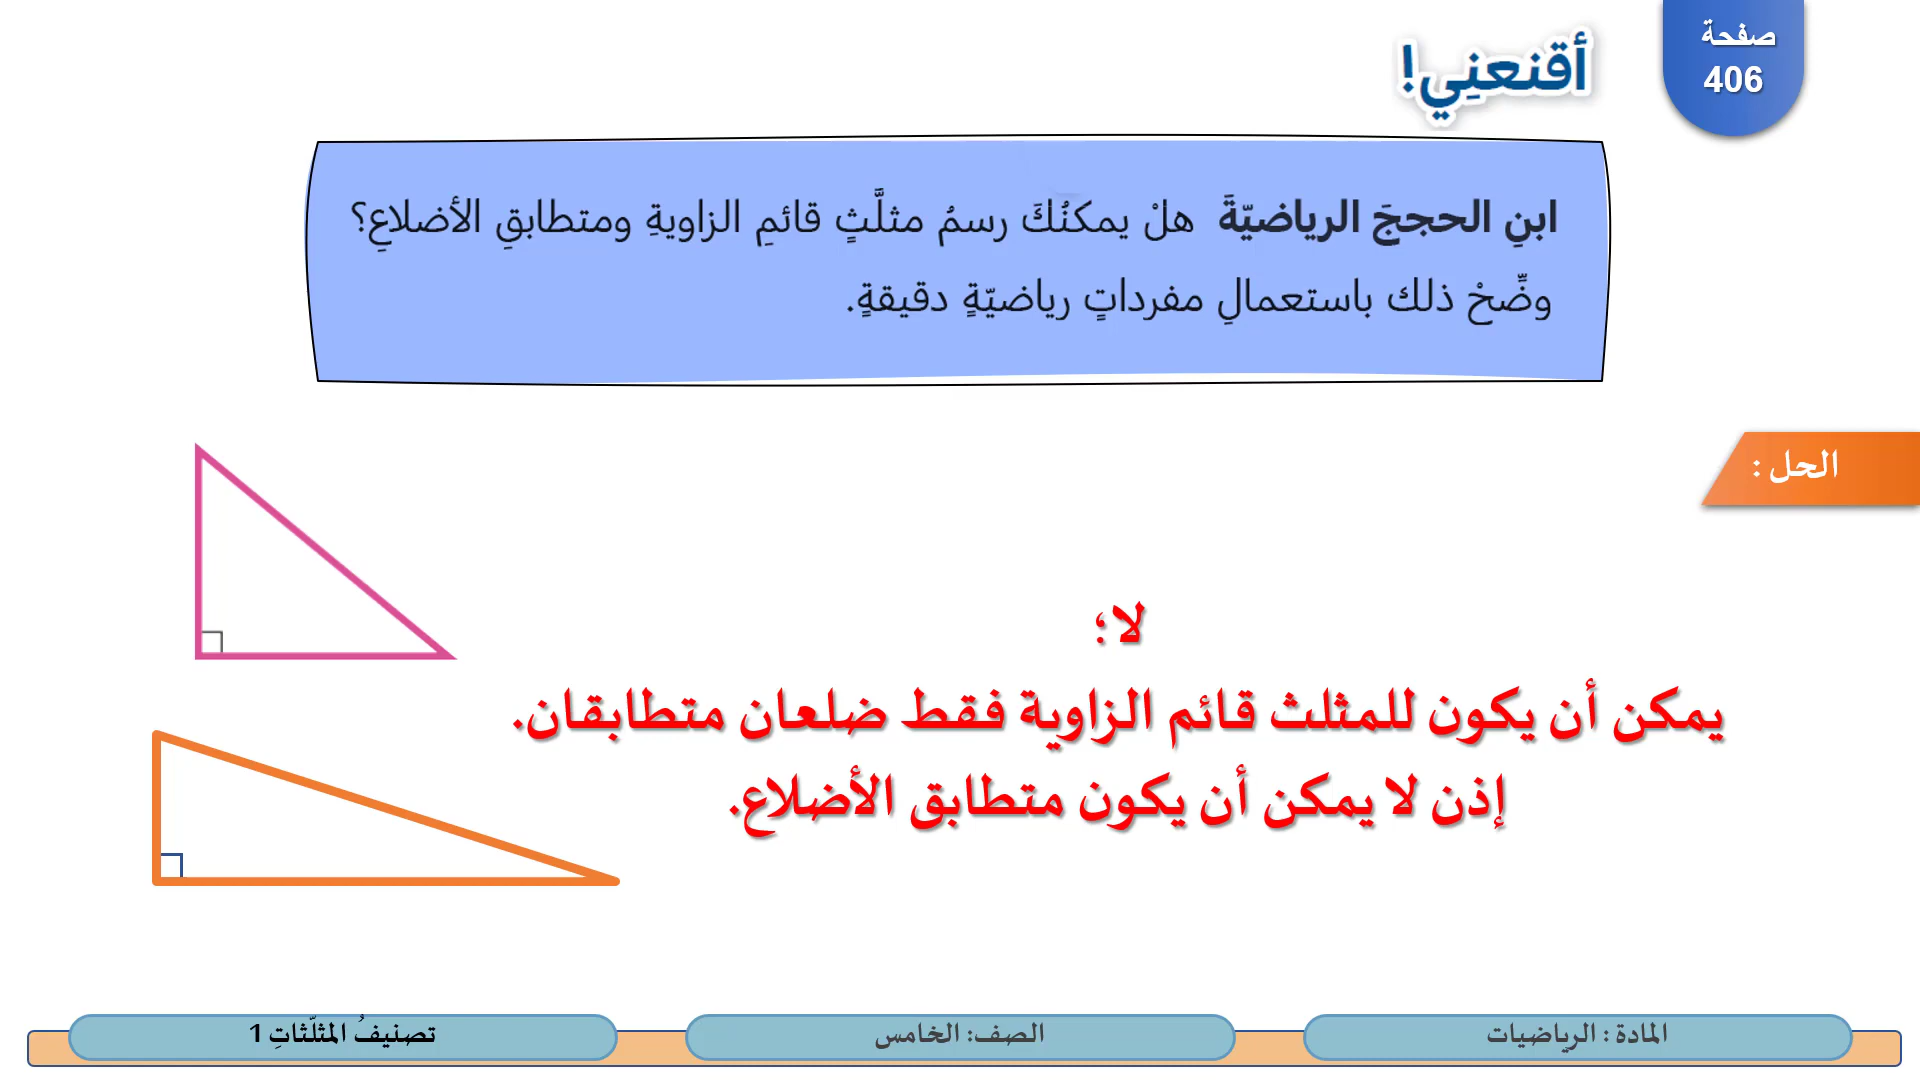 صفحة
406
أقنعنِي!
ابنِ الحججَ الرياضيّةَ هلْ يمكنُكَ رسمُ مثلَّثٍ قائمِ الزاويةِ ومتطابقِ الأضلاعِ؟
وضِّحْ ذلك باستعمالِ مفرداتٍ رياضيّةٍ دقيقةٍ.
الحل :
لا؛
يمكن أن يكون للمثلث قائم الزاوية فقط ضلعان متطابقان.
إذن لا يمكن أن يكون متطابق الأضلاع.
المادة : الرياضيات
الصف: الخامس
تصنيفُ المثلّثاتِ 1